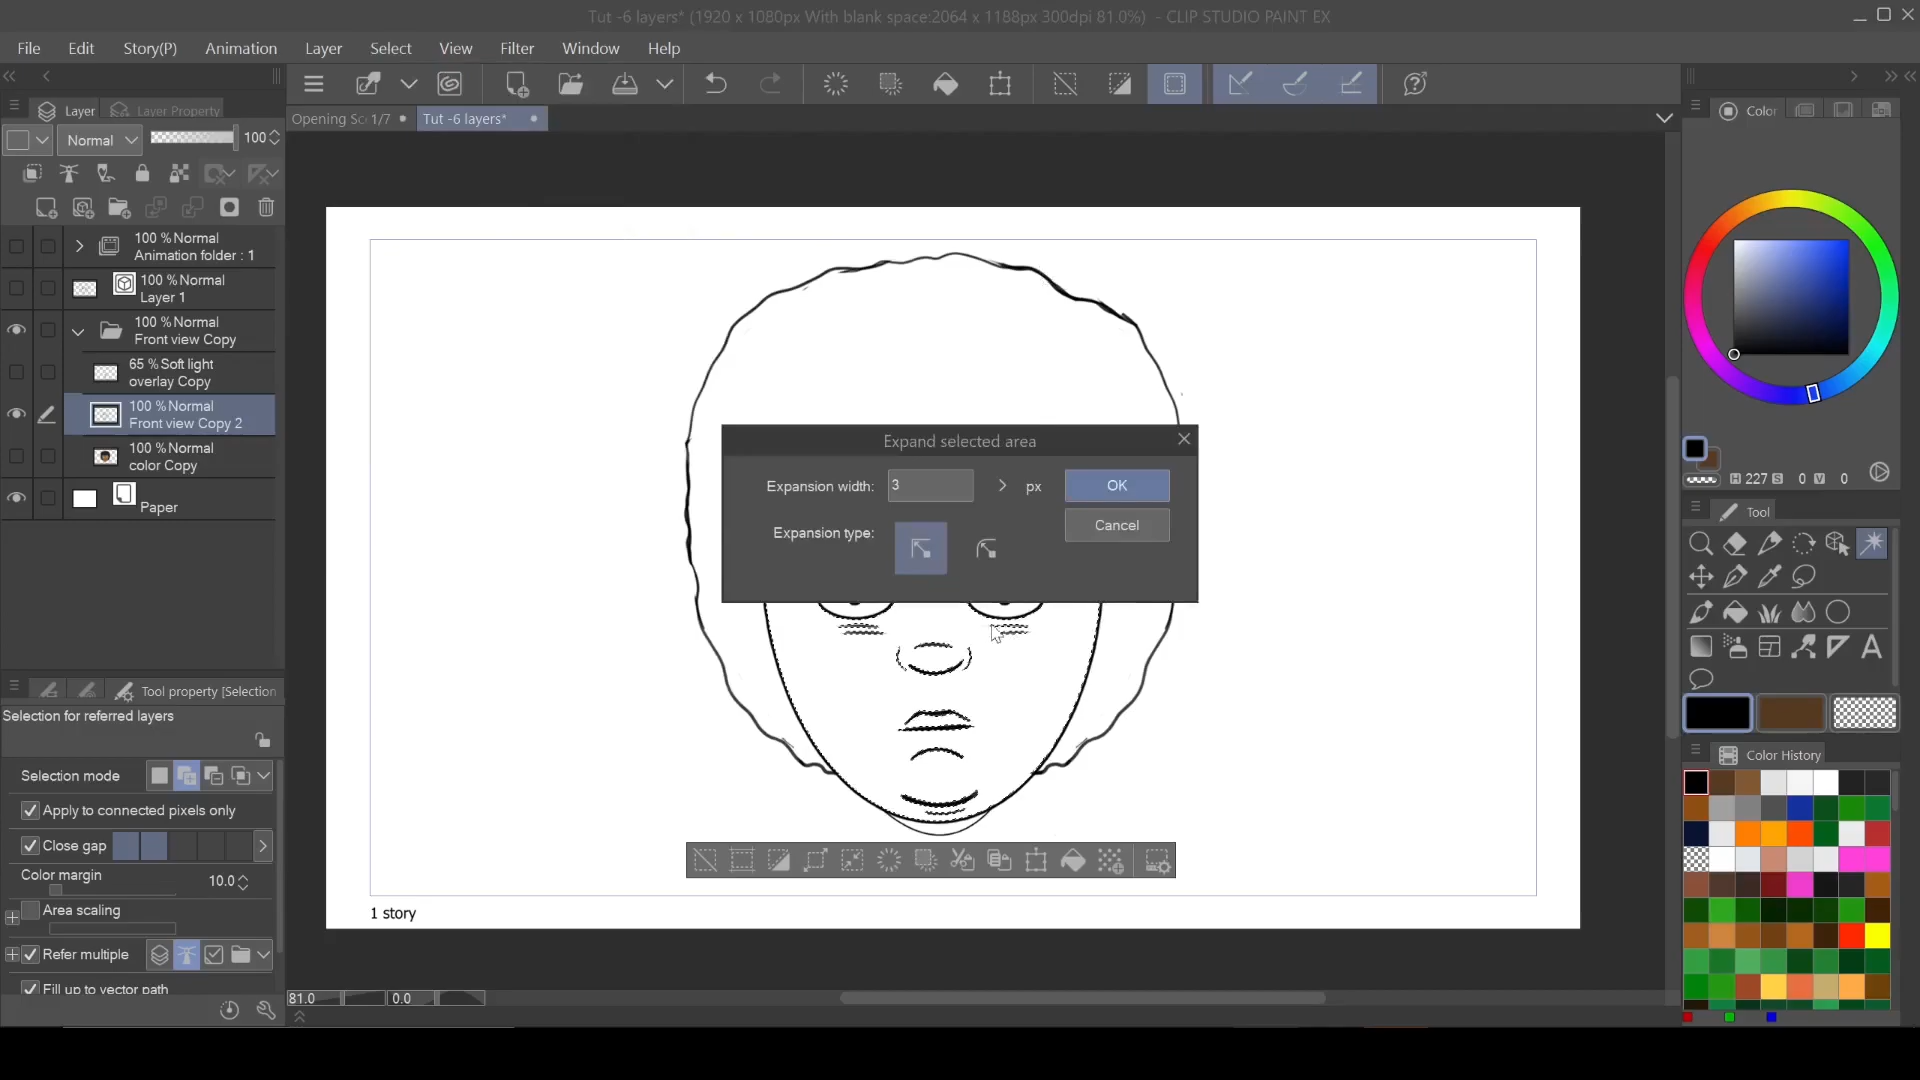 Tut -6 layers* (1920 x 1080px With blank space:2064 x 1188px 300dpi 81.0%) - CLIP STUDIO PAINT EX
File Edit Story(P) Animation Layer Select View Filter Window Help
Layer Layer Property
Opening Sc 1/7
Tut -6 layers*
Normal 100
100 %Normal
Animation folder : 1
100 %Normal
Layer 1
100 %Normal
Front view Copy
65 %Soft light
overlay Copy
100 %Normal
Front view Copy 2
100 %Normal
color Copy
Paper
Tool property [Selection
Selection for referred layers
Selection mode
Apply to connected pixels only
Close gap
Color margin
10.0
Area scaling
Refer multiple
Fill up to vector path
Expand selected area
Expansion width: 3 px OK
Expansion type: Cancel
1 story
81.0 0.0
Color
H 227 S 0 V 0
Tool
A
Color History